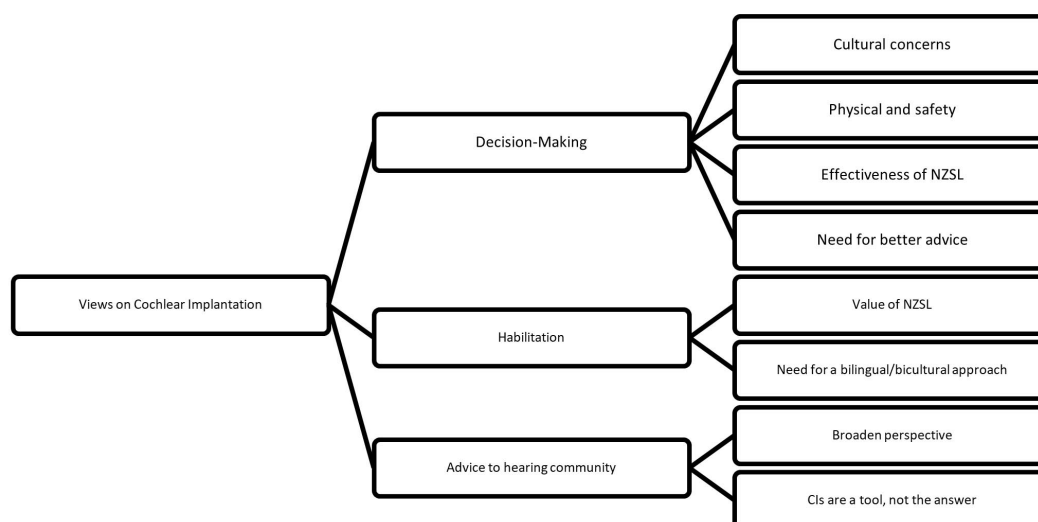 Views on Cochlear Implantation
Decision-Making
Cultural concerns
Physical and safety
Effectiveness of NZSL
Need for better advice
Habilitation
Value of NZSL
Need for a bilingual/bicultural approach
Advice to hearing community
Broaden perspective
CIs are a tool, not the answer